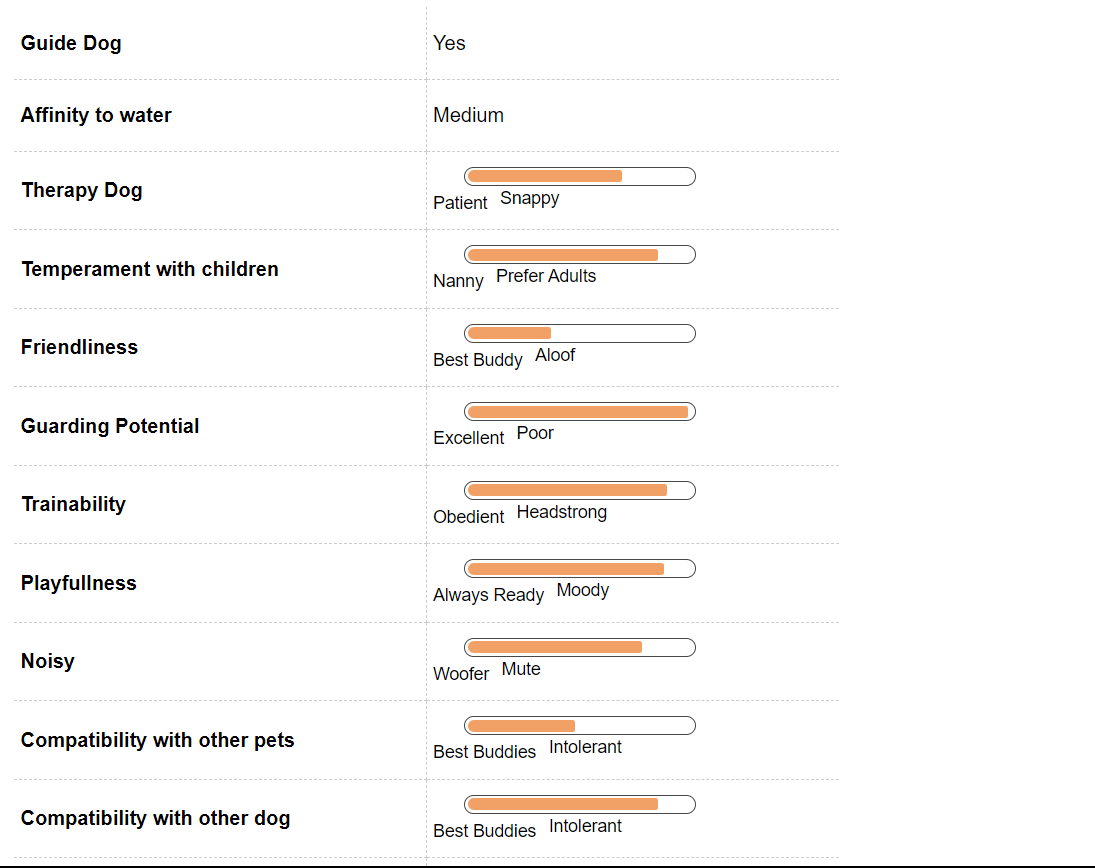 Guide Dog Yes
Affinity to water Medium
Therapy Dog Patient Snappy
Temperament with children Nanny Prefer Adults
Friendliness Best Buddy Aloof
Guarding Potential Excellent Poor
Trainability Obedient Headstrong
Playfullness Always Ready Moody
Noisy Woofer Mute
Compatibility with other pets Best Buddies Intolerant
Compatibility with other dog Best Buddies Intolerant